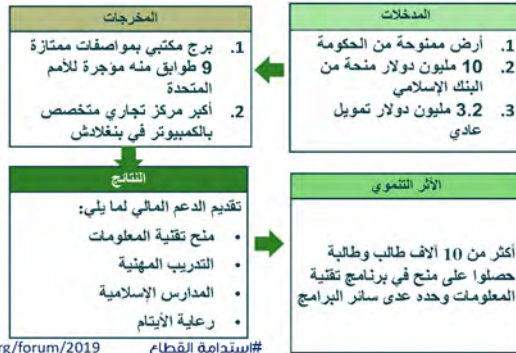 المدخلات
1. أرض ممنوحة من الحكومة
2. 10 مليون دولار منحة من
البنك الإسلامي
3. 3.2 مليون دولار تمويل
عادي
المخرجات
1. برج مكتبي بمواصفات ممتازة
9 طوابق منه مؤجرة للأمم
المتحدة
2. أكبر مركز تجاري متخصص
بالكمبيوتر في بنغلادش
النتائج
تقديم الدعم المالي لما يلي:
• منح تقنية المعلومات
• التدريب المهنية
• المدارس الإسلامية
• رعاية الأيتام
الأثر التنموي
أكثر من 10 آلاف طالب وطالبة
حصلوا على منح في برنامج تقنية
المعلومات وحده عدى سائر البرامج
#استدامة القطاع
rg/forum/2019